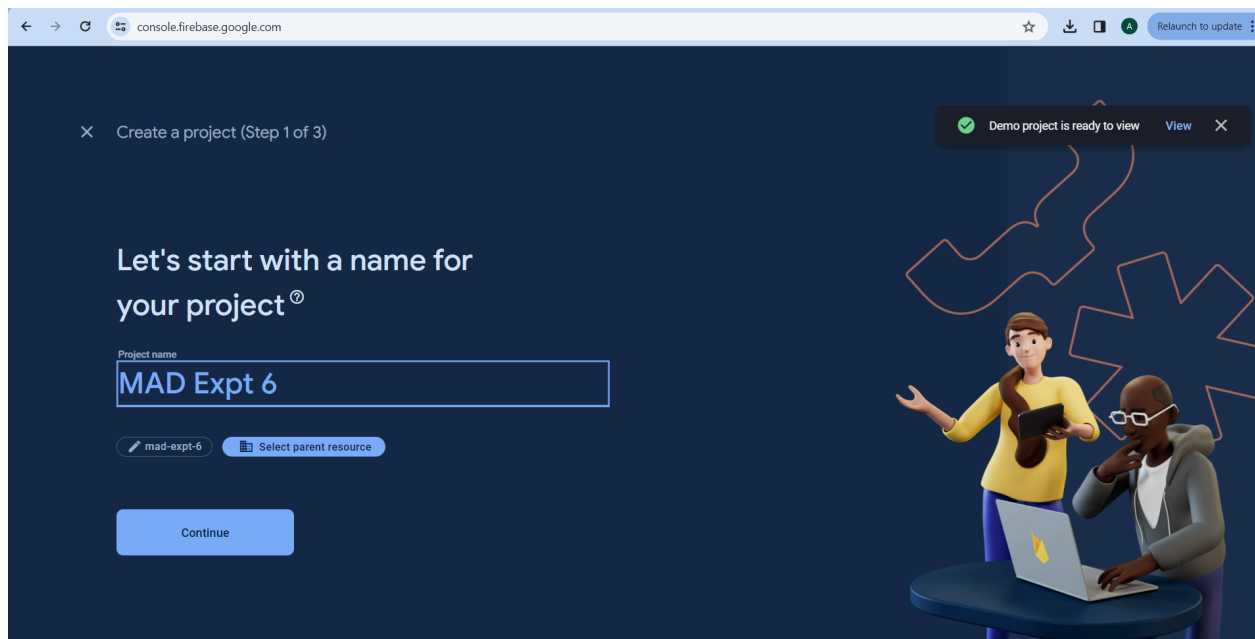 console.firebase.google.com
A
Relaunch to update
Create a project (Step 1 of 3)
Demo project is ready to view View
Let's start with a name for
your project
Project name
MAD Expt 6
mad-expt-6
Select parent resource
Continue